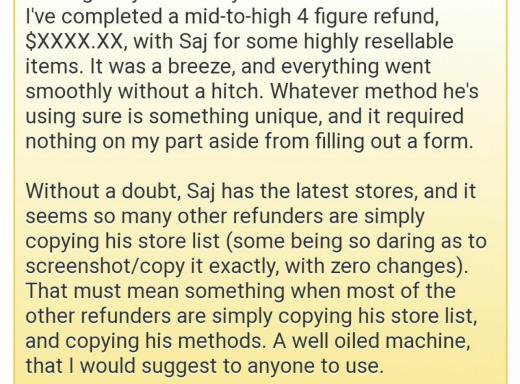 I've completed a mid-to-high 4 figure refund,
$XXXX.XX, with Saj for some highly resellable
items. It was a breeze, and everything went
smoothly without a hitch. Whatever method he's
using sure is something unique, and it required
nothing on my part aside from filling out a form.
Without a doubt, Saj has the latest stores, and it
seems so many other refunders are simply
copying his store list (some being so daring as to
screenshot/copy it exactly, with zero changes).
That must mean something when most of the
other refunders are simply copying his store list,
and copying his methods. A well oiled machine,
that I would suggest to anyone to use.